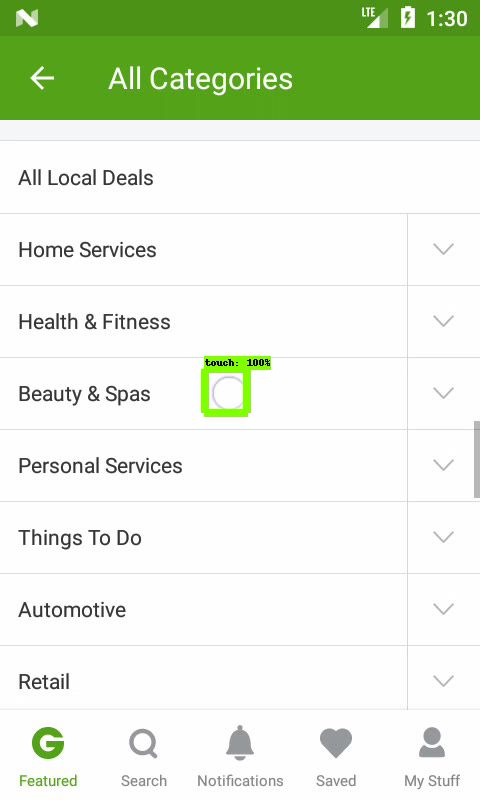 LTE 1:30
All Categories
All Local Deals
Home Services
Health & Fitness
touch: 100%
Beauty & Spas
Personal Services
Things To Do
Automotive
Retail
Featured Search Notifications Saved My Stuff